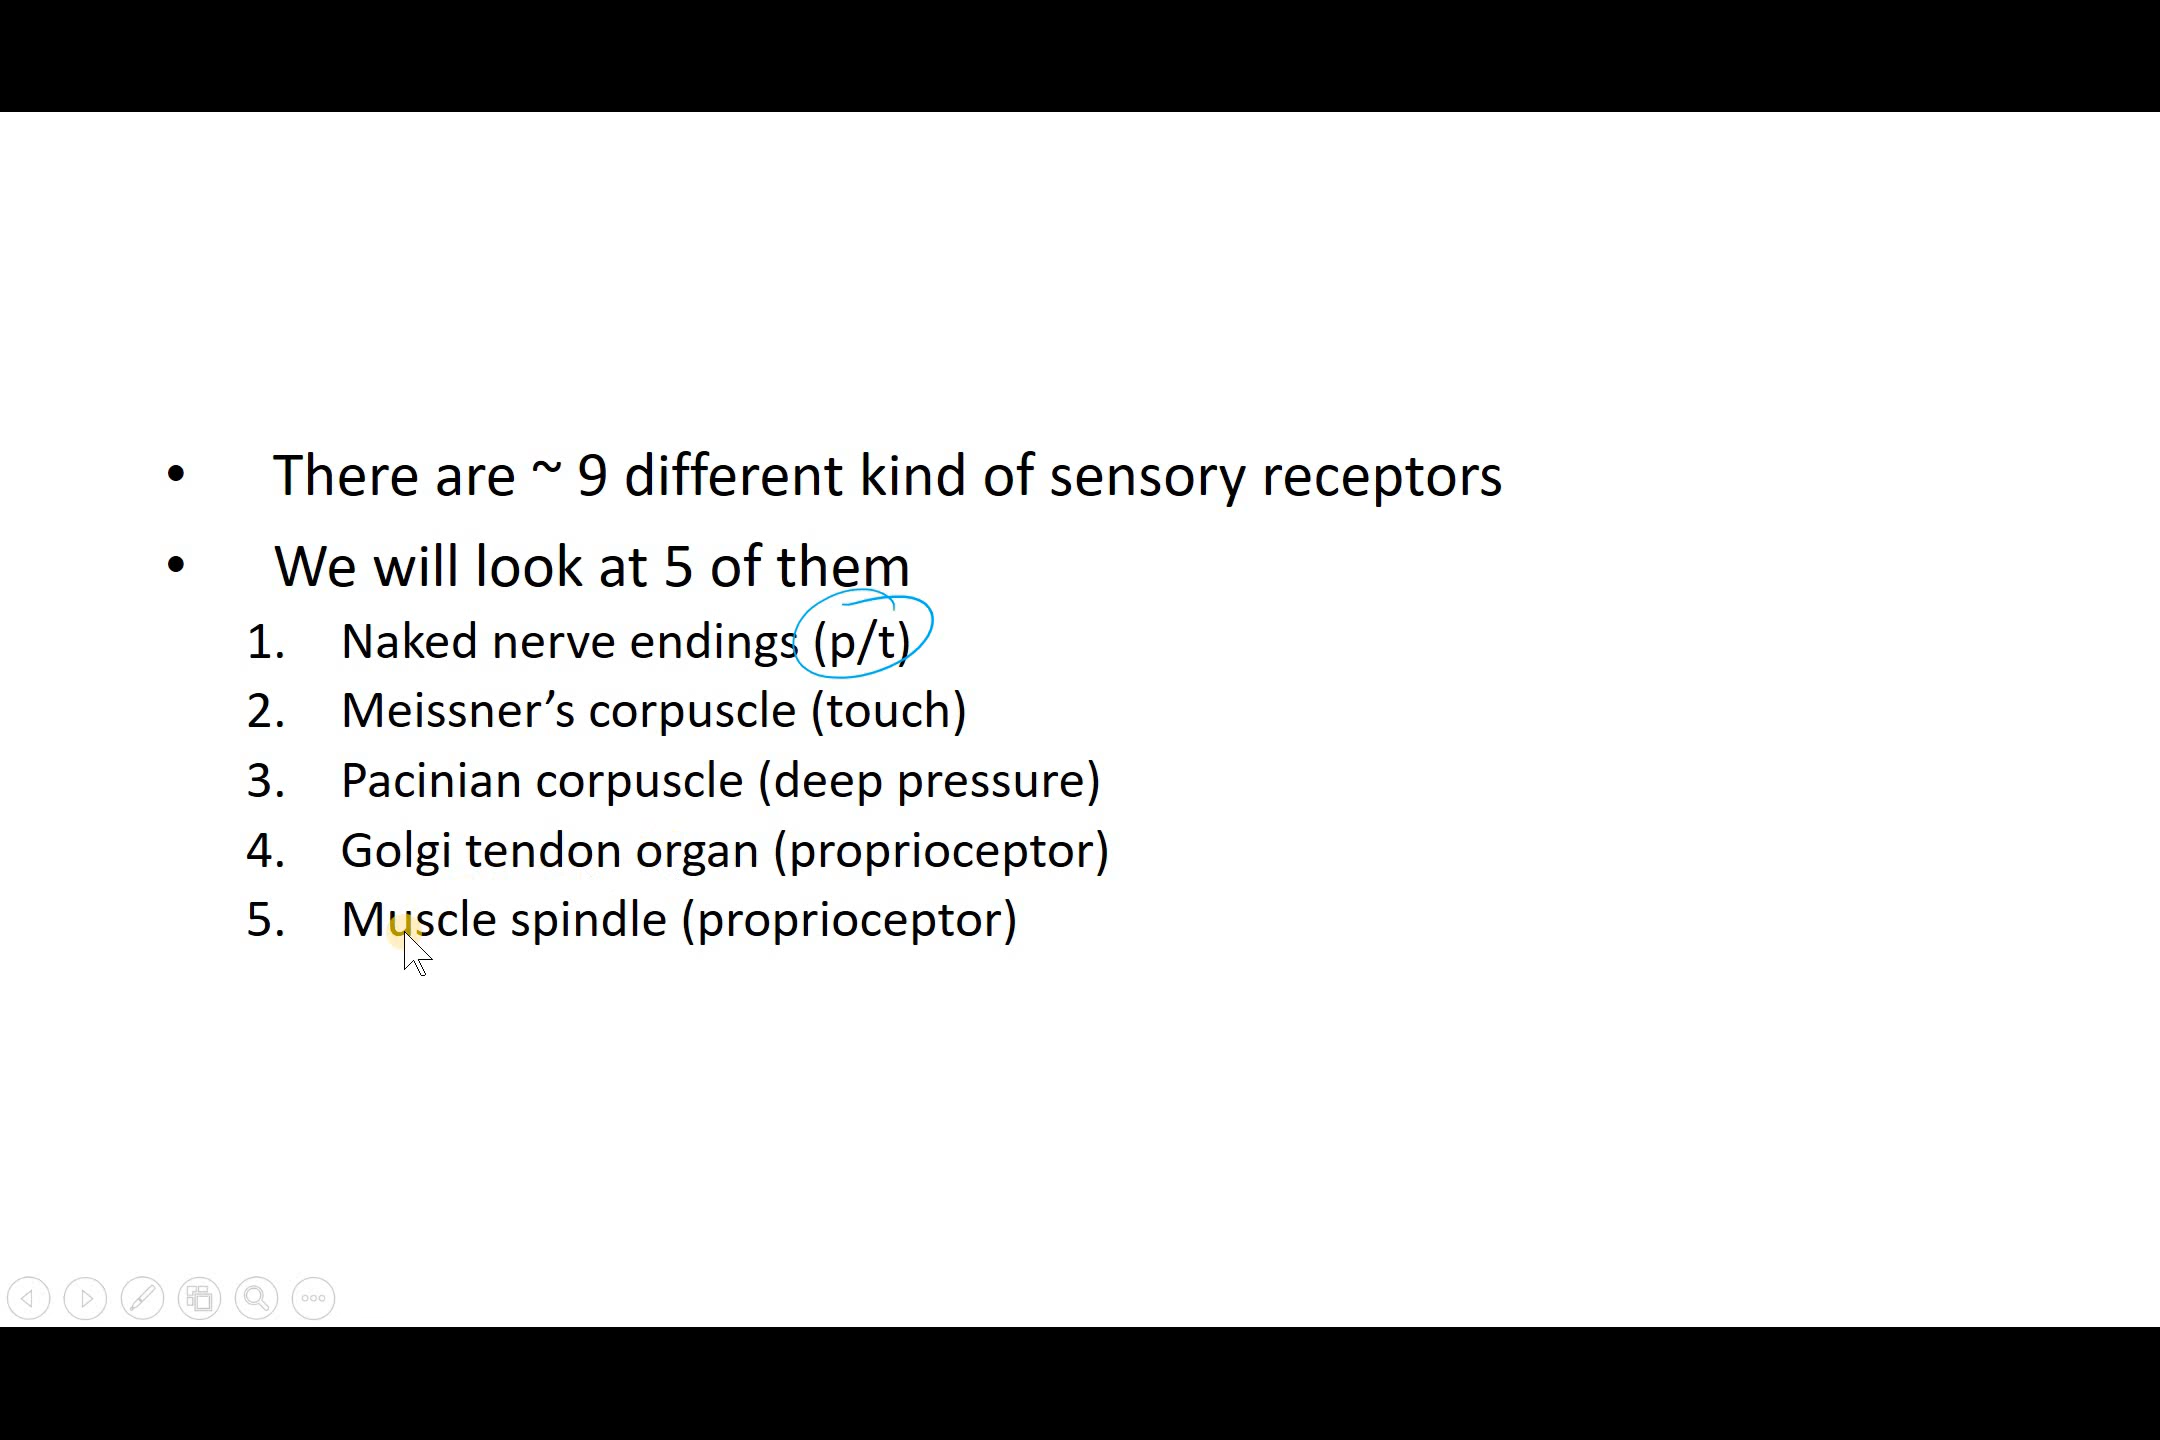 • There are ~ 9 different kind of sensory receptors
• We will look at 5 of them
1. Naked nerve endings (p/t)
2. Meissner’s corpuscle (touch)
3. Pacinian corpuscle (deep pressure)
4. Golgi tendon organ (proprioceptor)
5. Muscle spindle (proprioceptor)